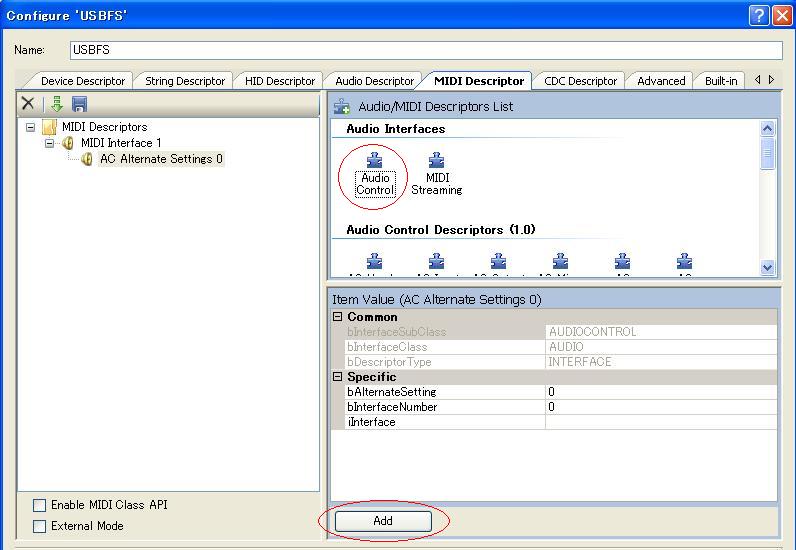 Configure 'USBFS'
Name: USBFS
Device Descriptor String Descriptor HID Descriptor Audio Descriptor MIDI Descriptor CDC Descriptor Advanced Built-in
MIDI Descriptors
MIDI Interface 1
AC Alternate Settings 0
Enable MIDI Class API
External Mode
Audio/MIDI Descriptors List
Audio Interfaces
Audio Control
MIDI Streaming
Audio Control Descriptors (1.0)
Item Value (AC Alternate Settings 0)
Common
bInterfaceSubClass AUDIOCONTROL
bInterfaceClass AUDIO
bDescriptorType INTERFACE
Specific
bAlternateSetting 0
bInterfaceNumber 0
iInterface
Add